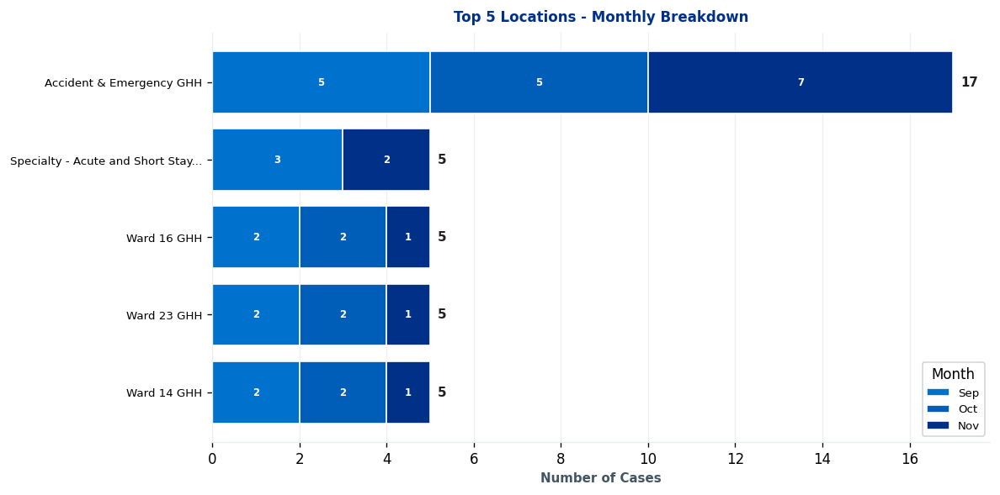 Top 5 Locations - Monthly Breakdown
Accident & Emergency GHH
5
5
7
17
Specialty - Acute and Short Stay...
3
2
5
Ward 16 GHH
2
2
1
5
Ward 23 GHH
2
2
1
5
Ward 14 GHH
2
2
1
5
Month
Sep
Oct
Nov
0
2
4
6
8
10
12
14
16
Number of Cases